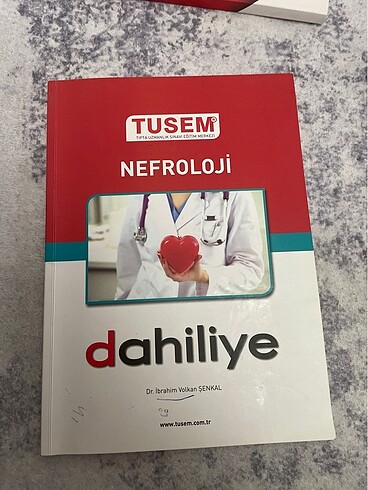 TUSEM®
TIPTA UZMANLIK SINAVI EĞİTİM MERKEZİ
NEFROLOJİ
dahiliye
Dr. İbrahim Volkan ŞENKAL
www.tusem.com.tr